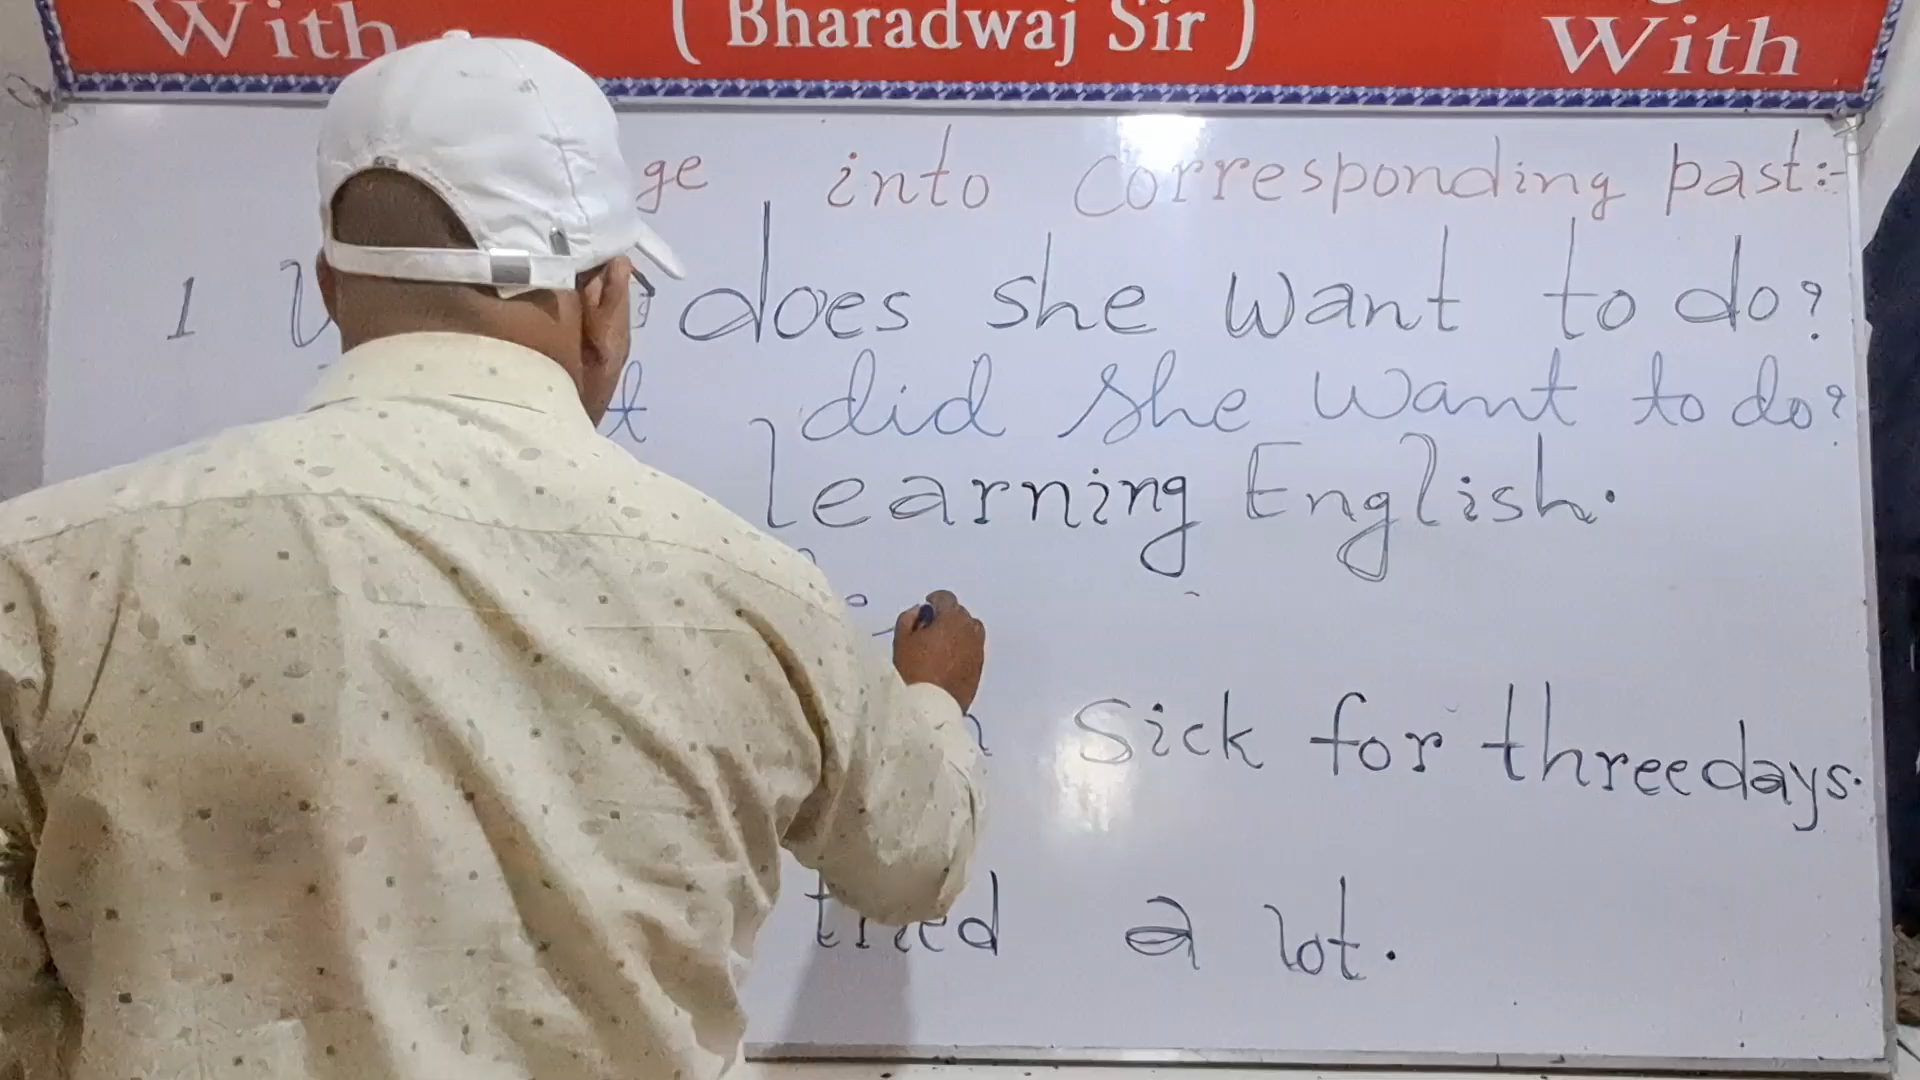 With ( Bharadwaj Sir ) With
ge into corresponding past:-
1 does she want to do?
did she want to do?
learning English.
sick for three days.
tried a lot.